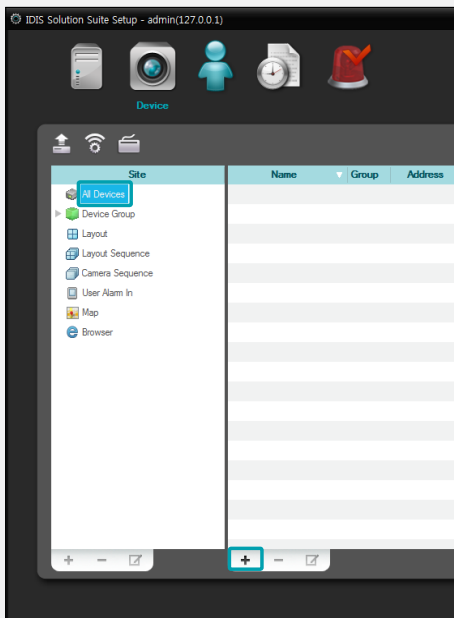 IDIS Solution Suite Setup - admin(127.0.0.1)
Device
Site
Name Group Address
All Devices
Device Group
Layout
Layout Sequence
Camera Sequence
User Alarm In
Map
Browser